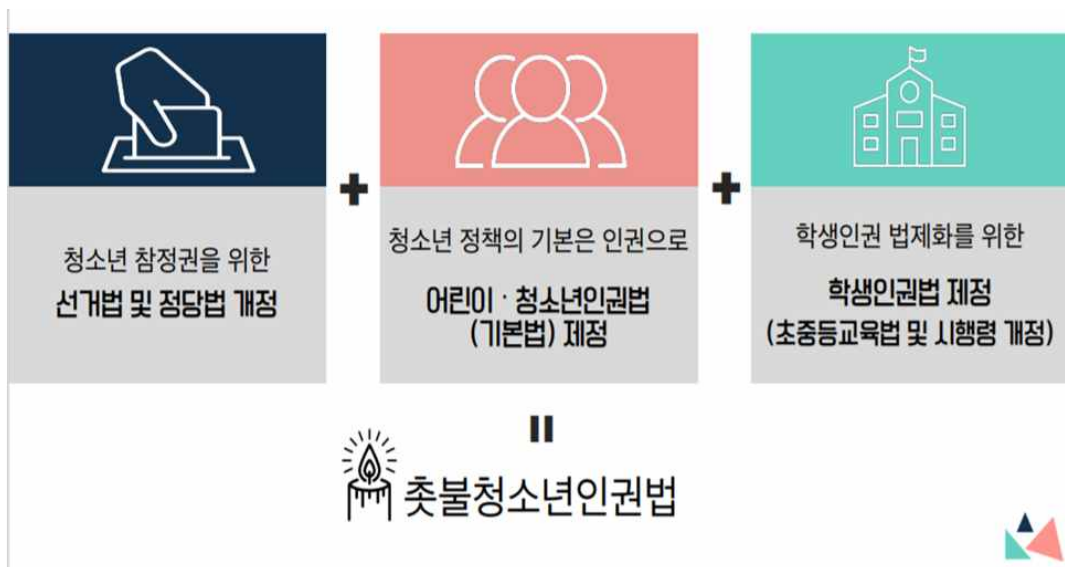 청소년 참정권을 위한
선거법 및 정당법 개정
+
청소년 정책의 기본은 인권으로
어린이 · 청소년인권법
(기본법) 제정
+
학생인권 법제화를 위한
학생인권법 제정
(초중등교육법 및 시행령 개정)
=
촛불청소년인권법